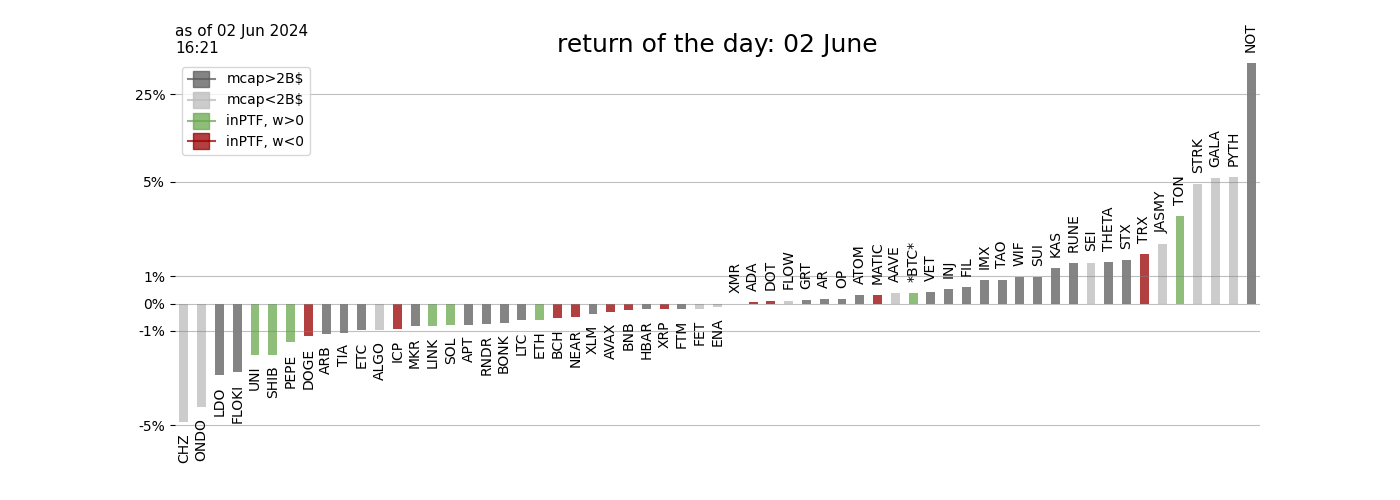 as of 02 Jun 2024
16:21
return of the day: 02 June
mcap>2B$
mcap<2B$
inPTF, w>0
inPTF, w<0
25%
5%
1%
0%
-1%
-5%
CHZ
ONDO
LDO
FLOKI
UNI
SHIB
PEPE
DOGE
ARB
TIA
ETC
ALGO
ICP
MKR
LINK
SOL
APT
RNDR
BONK
LTC
ETH
BCH
NEAR
XLM
AVAX
BNB
HBAR
XRP
FTM
FET
ENA
XMR
ADA
DOT
FLOW
GRT
AR
OP
ATOM
MATIC
AAVE
*BTC*
VET
INJ
FIL
IMX
TAO
WIF
SUI
KAS
RUNE
SEI
THETA
STX
TRX
JASMY
TON
STRK
GALA
PYTH
NOT